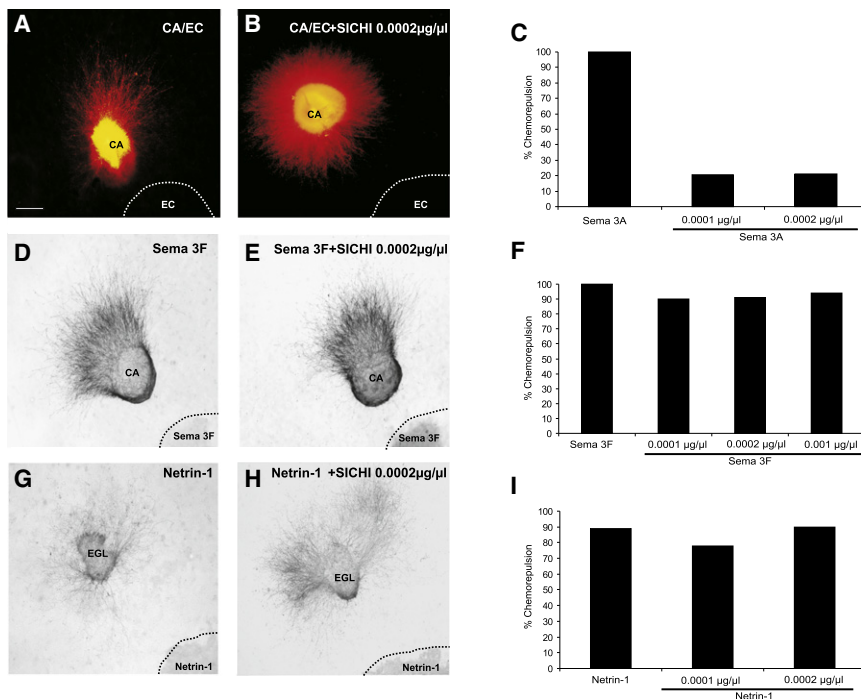 A
CA/EC
CA
EC
B
CA/EC+SICHI 0.0002µg/µl
CA
EC
C
% Chemorepulsion
100
90
80
70
60
50
40
30
20
10
0
Sema 3A
0.0001 µg/µl
0.0002 µg/µl
Sema 3A
D
Sema 3F
CA
Sema 3F
E
Sema 3F+SICHI 0.0002µg/µl
CA
Sema 3F
F
% Chemorepulsion
100
90
80
70
60
50
40
30
20
10
0
Sema 3F
0.0001 µg/µl
0.0002 µg/µl
0.001 µg/µl
Sema 3F
G
Netrin-1
EGL
Netrin-1
H
Netrin-1 +SICHI 0.0002µg/µl
EGL
Netrin-1
I
% Chemorepulsion
100
90
80
70
60
50
40
30
20
10
0
Netrin-1
0.0001 µg/µl
0.0002 µg/µl
Netrin-1